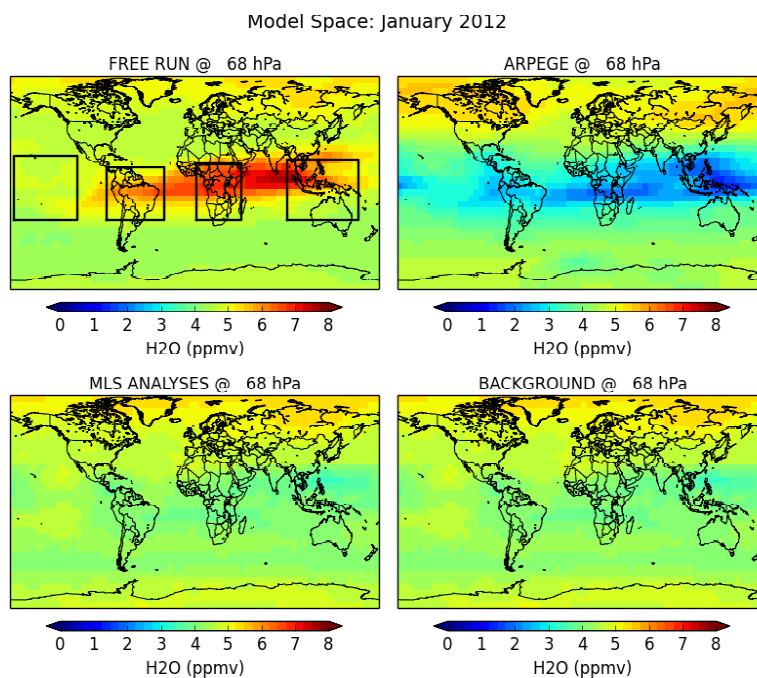 Model Space: January 2012
FREE RUN @ 68 hPa
ARPEGE @ 68 hPa
0 1 2 3 4 5 6 7 8
H2O (ppmv)
0 1 2 3 4 5 6 7 8
H2O (ppmv)
MLS ANALYSES @ 68 hPa
BACKGROUND @ 68 hPa
0 1 2 3 4 5 6 7 8
H2O (ppmv)
0 1 2 3 4 5 6 7 8
H2O (ppmv)